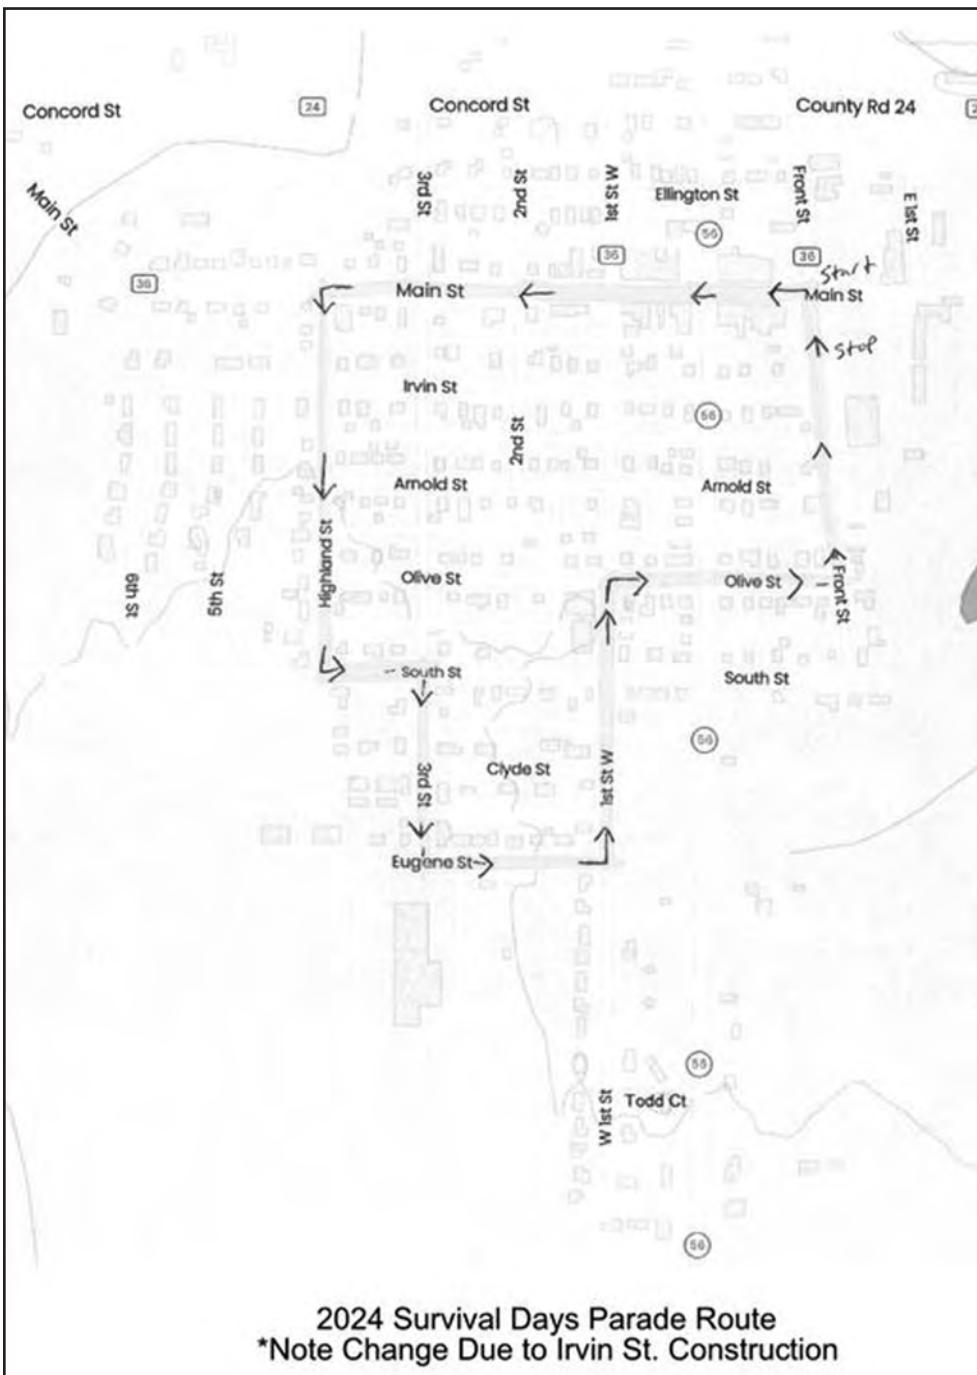 Concord St
24
Concord St
County Rd 24
Main St
3rd St
2nd St
1st St W
Ellington St
Front St
E 1st St
56
36
36
36
Start
Main St
Main St
Stop
Irvin St
56
2nd St
Arnold St
Arnold St
Highland St
6th St
5th St
Olive St
Olive St
E Front St
South St
South St
56
3rd St
Clyde St
1st St W
Eugene St
55
W 1st St
Todd Ct
56
2024 Survival Days Parade Route
*Note Change Due to Irvin St. Construction